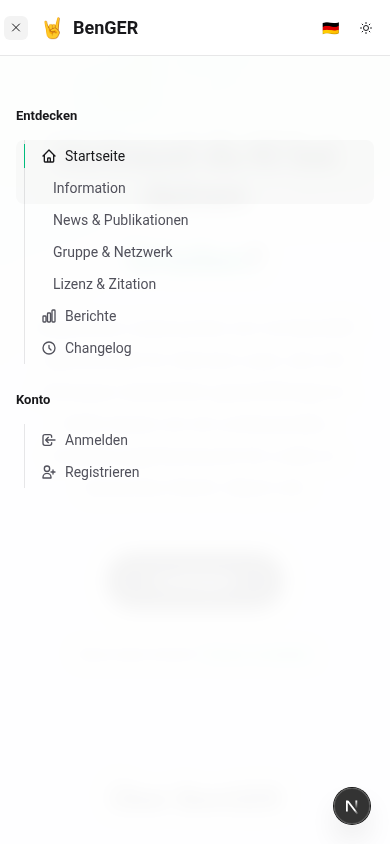 BenGER
Entdecken
Startseite
Information
News & Publikationen
Gruppe & Netzwerk
Lizenz & Zitation
Berichte
Changelog
Konto
Anmelden
Registrieren
N